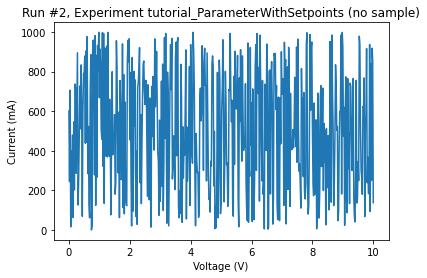 Run #2, Experiment tutorial_ParameterWithSetpoints (no sample)
1000
800
600
400
200
0
Current (mA)
0 2 4 6 8 10
Voltage (V)